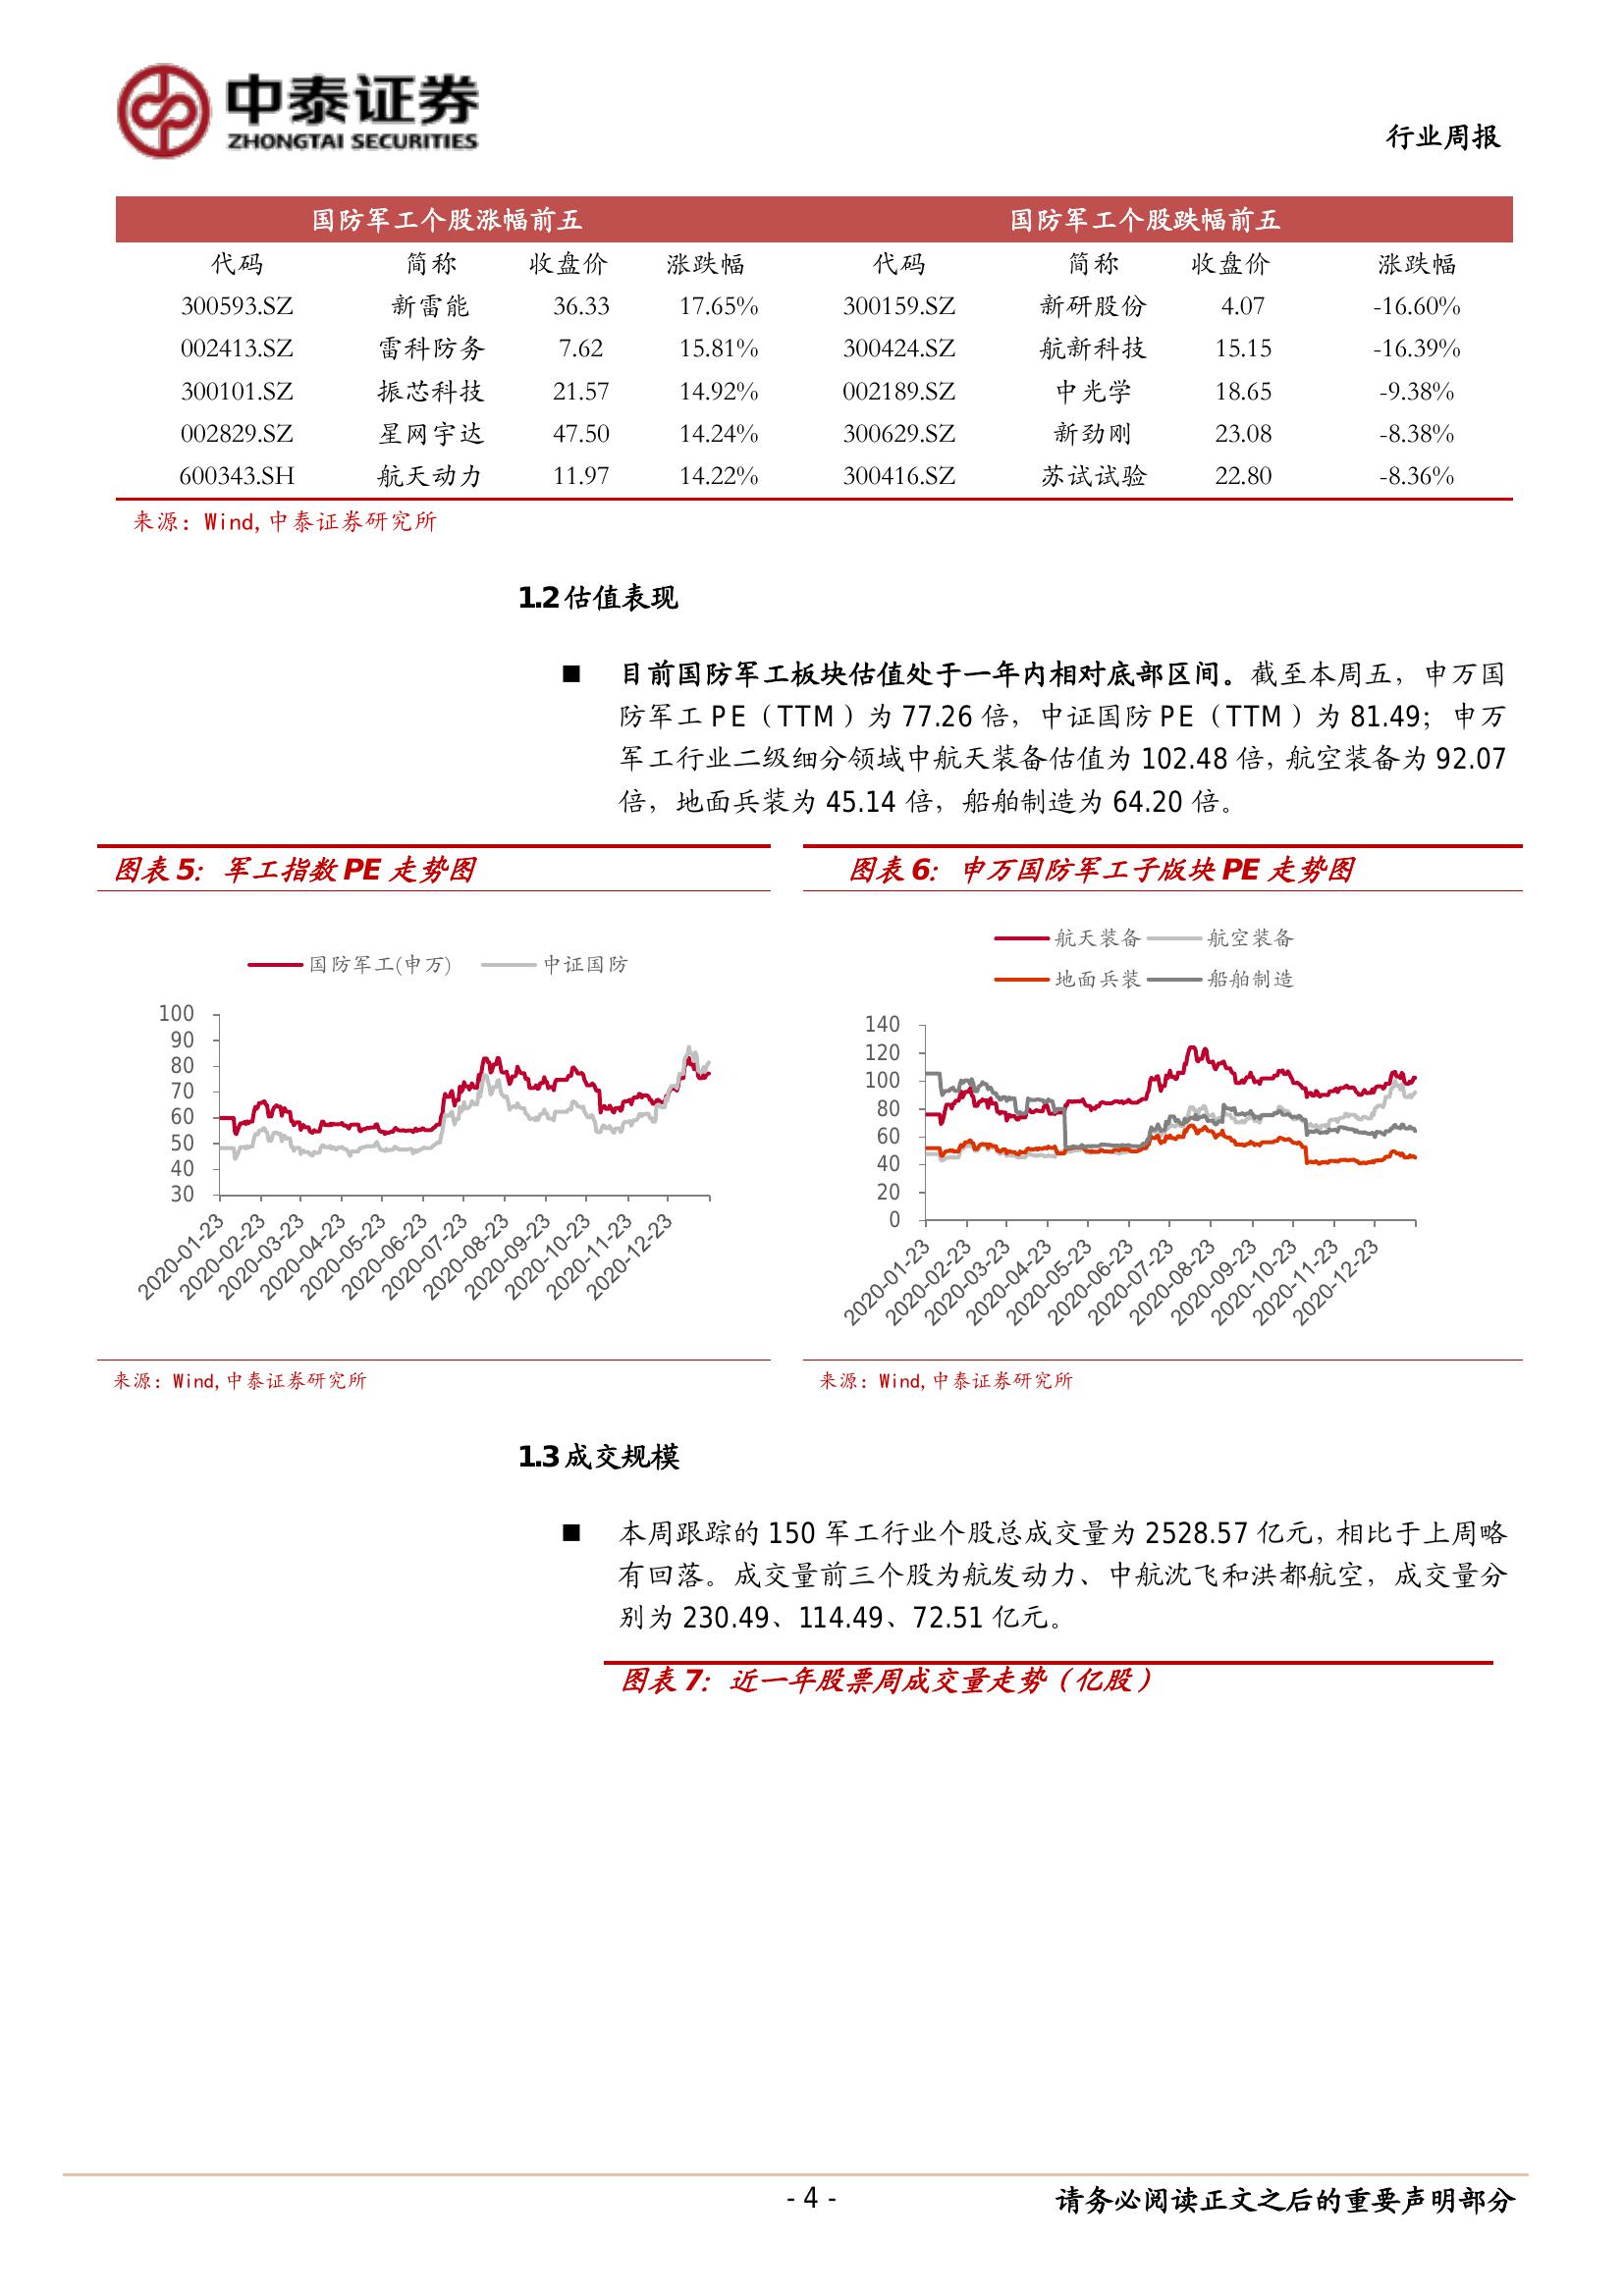 中泰证券
ZHONGTAI SECURITIES
行业周报
国防军工个股涨幅前五 国防军工个股跌幅前五
代码 简称 收盘价 涨跌幅 代码 简称 收盘价 涨跌幅
300593.SZ 新雷能 36.33 17.65% 300159.SZ 新研股份 4.07 -16.60%
002413.SZ 雷科防务 7.62 15.81% 300424.SZ 航新科技 15.15 -16.39%
300101.SZ 振芯科技 21.57 14.92% 002189.SZ 中光学 18.65 -9.38%
002829.SZ 星网宇达 47.50 14.24% 300629.SZ 新劲刚 23.08 -8.38%
600343.SH 航天动力 11.97 14.22% 300416.SZ 苏试试验 22.80 -8.36%
来源：Wind,中泰证券研究所
1.2 估值表现
■ 目前国防军工板块估值处于一年内相对底部区间。截至本周五，申万国
防军工 PE（TTM）为 77.26 倍，中证国防 PE（TTM）为 81.49；申万
军工行业二级细分领域中航天装备估值为 102.48 倍，航空装备为 92.07
倍，地面兵装为 45.14 倍，船舶制造为 64.20 倍。
图表 5：军工指数 PE 走势图
国防军工(申万) 中证国防
100
90
80
70
60
50
40
30
2020-01-23
2020-02-23
2020-03-23
2020-04-23
2020-05-23
2020-06-23
2020-07-23
2020-08-23
2020-09-23
2020-10-23
2020-11-23
2020-12-23
来源：Wind,中泰证券研究所
图表 6：申万国防军工子版块 PE 走势图
航天装备 航空装备
地面兵装 船舶制造
140
120
100
80
60
40
20
0
2020-01-23
2020-02-23
2020-03-23
2020-04-23
2020-05-23
2020-06-23
2020-07-23
2020-08-23
2020-09-23
2020-10-23
2020-11-23
2020-12-23
来源：Wind,中泰证券研究所
1.3 成交规模
■ 本周跟踪的 150 军工行业个股总成交量为 2528.57 亿元，相比于上周略
有回落。成交量前三个股为航发动力、中航沈飞和洪都航空，成交量分
别为 230.49、114.49、72.51 亿元。
图表 7：近一年股票周成交量走势（亿股）
- 4 -
请务必阅读正文之后的重要声明部分